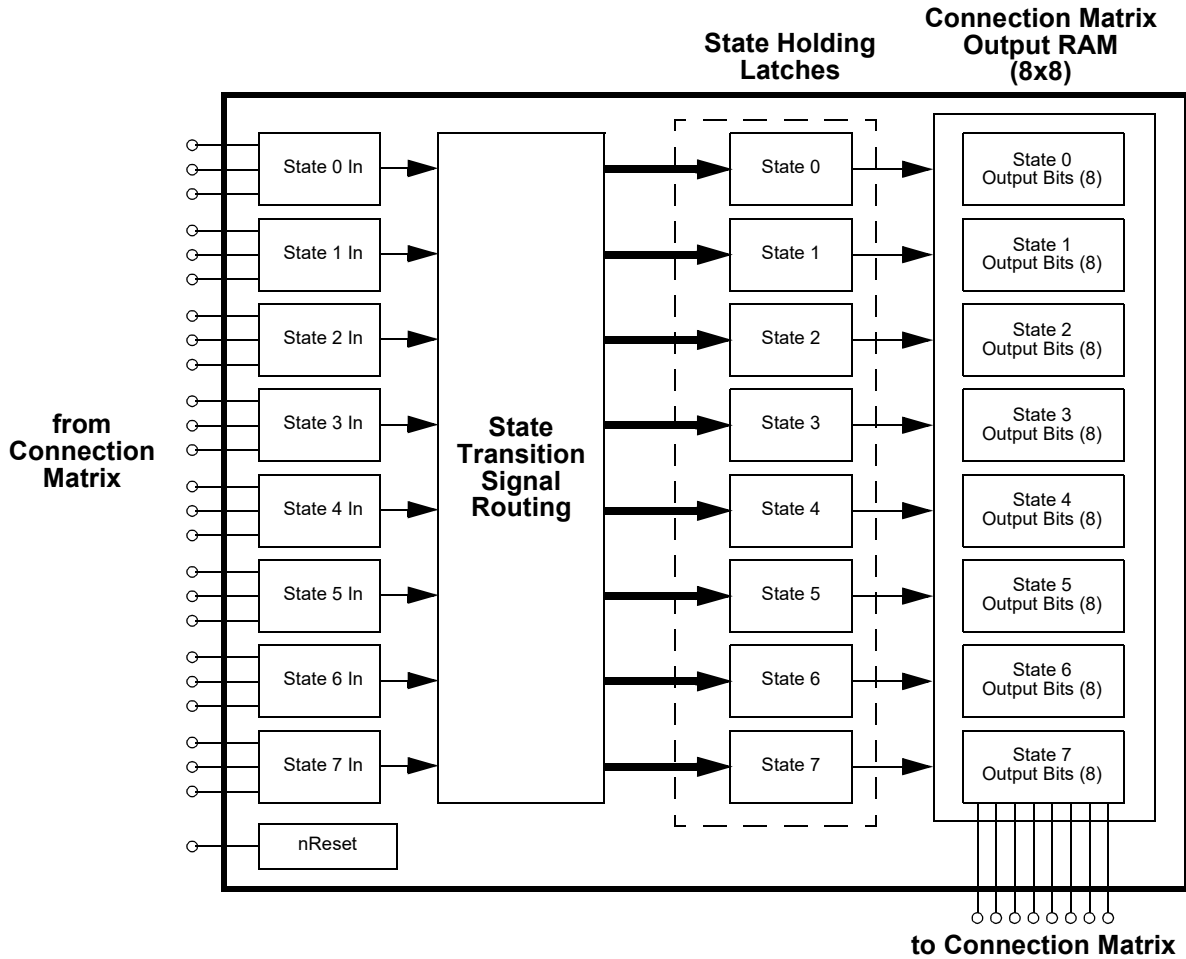 State Holding
Latches
Connection Matrix
Output RAM
(8x8)
from
Connection
Matrix
State 0 In
State 1 In
State 2 In
State 3 In
State 4 In
State 5 In
State 6 In
State 7 In
nReset
State
Transition
Signal
Routing
State 0
State 1
State 2
State 3
State 4
State 5
State 6
State 7
State 0
Output Bits (8)
State 1
Output Bits (8)
State 2
Output Bits (8)
State 3
Output Bits (8)
State 4
Output Bits (8)
State 5
Output Bits (8)
State 6
Output Bits (8)
State 7
Output Bits (8)
to Connection Matrix